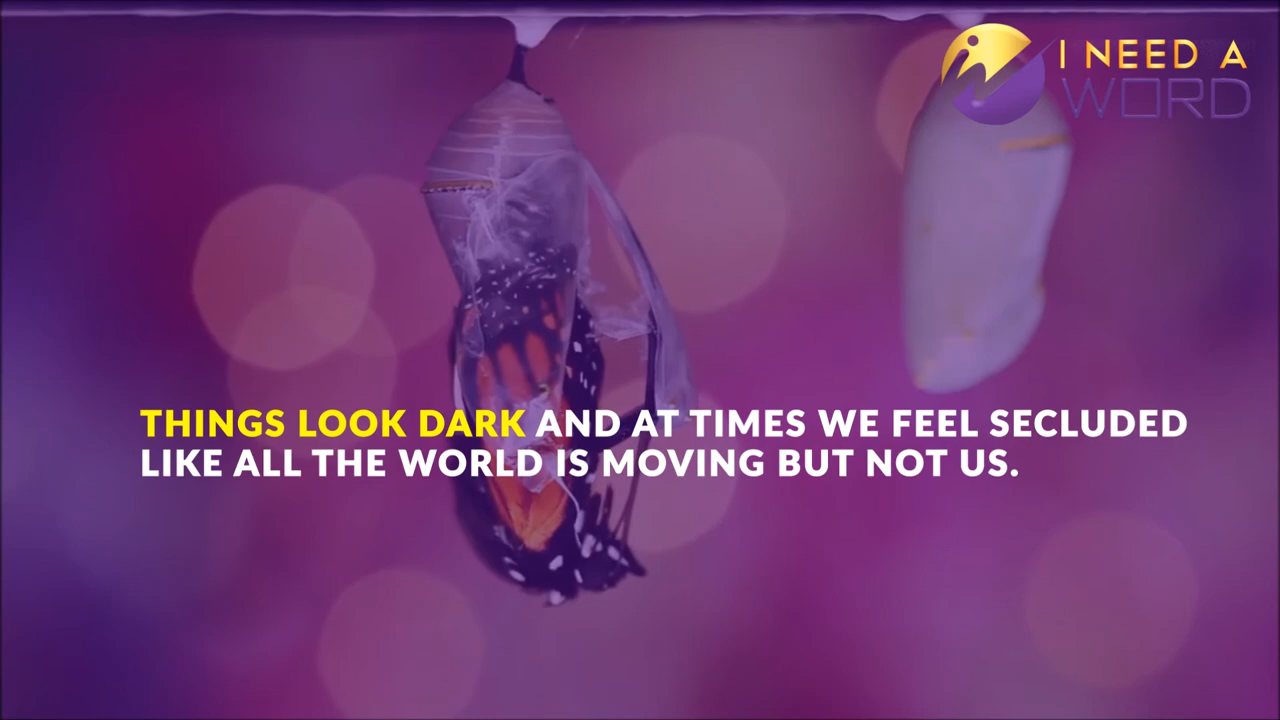 I NEED A
WORD
THINGS LOOK DARK AND AT TIMES WE FEEL SECLUDED
LIKE ALL THE WORLD IS MOVING BUT NOT US.